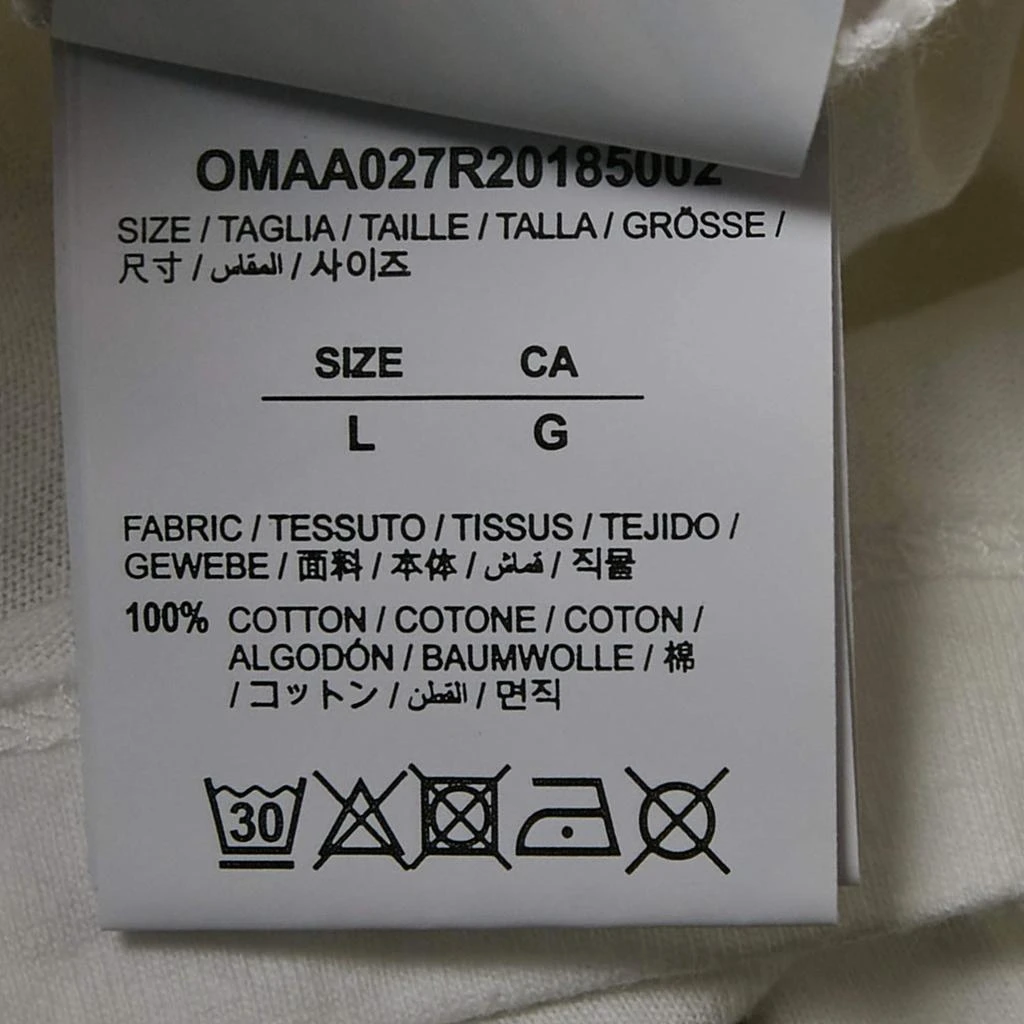 OMAA027R20185002
SIZE / TAGLIA / TAILLE / TALLA / GRÖSSE /
尺寸 / المقاس / 사이즈
SIZE CA
L G
FABRIC / TESSUTO / TISSUS / TEJIDO /
GEWEBE / 面料 / 本体 / قماش / 직물
100% COTTON / COTONE / COTON /
ALGODÓN / BAUMWOLLE / 棉
/ コットン / القطن / 면직
30